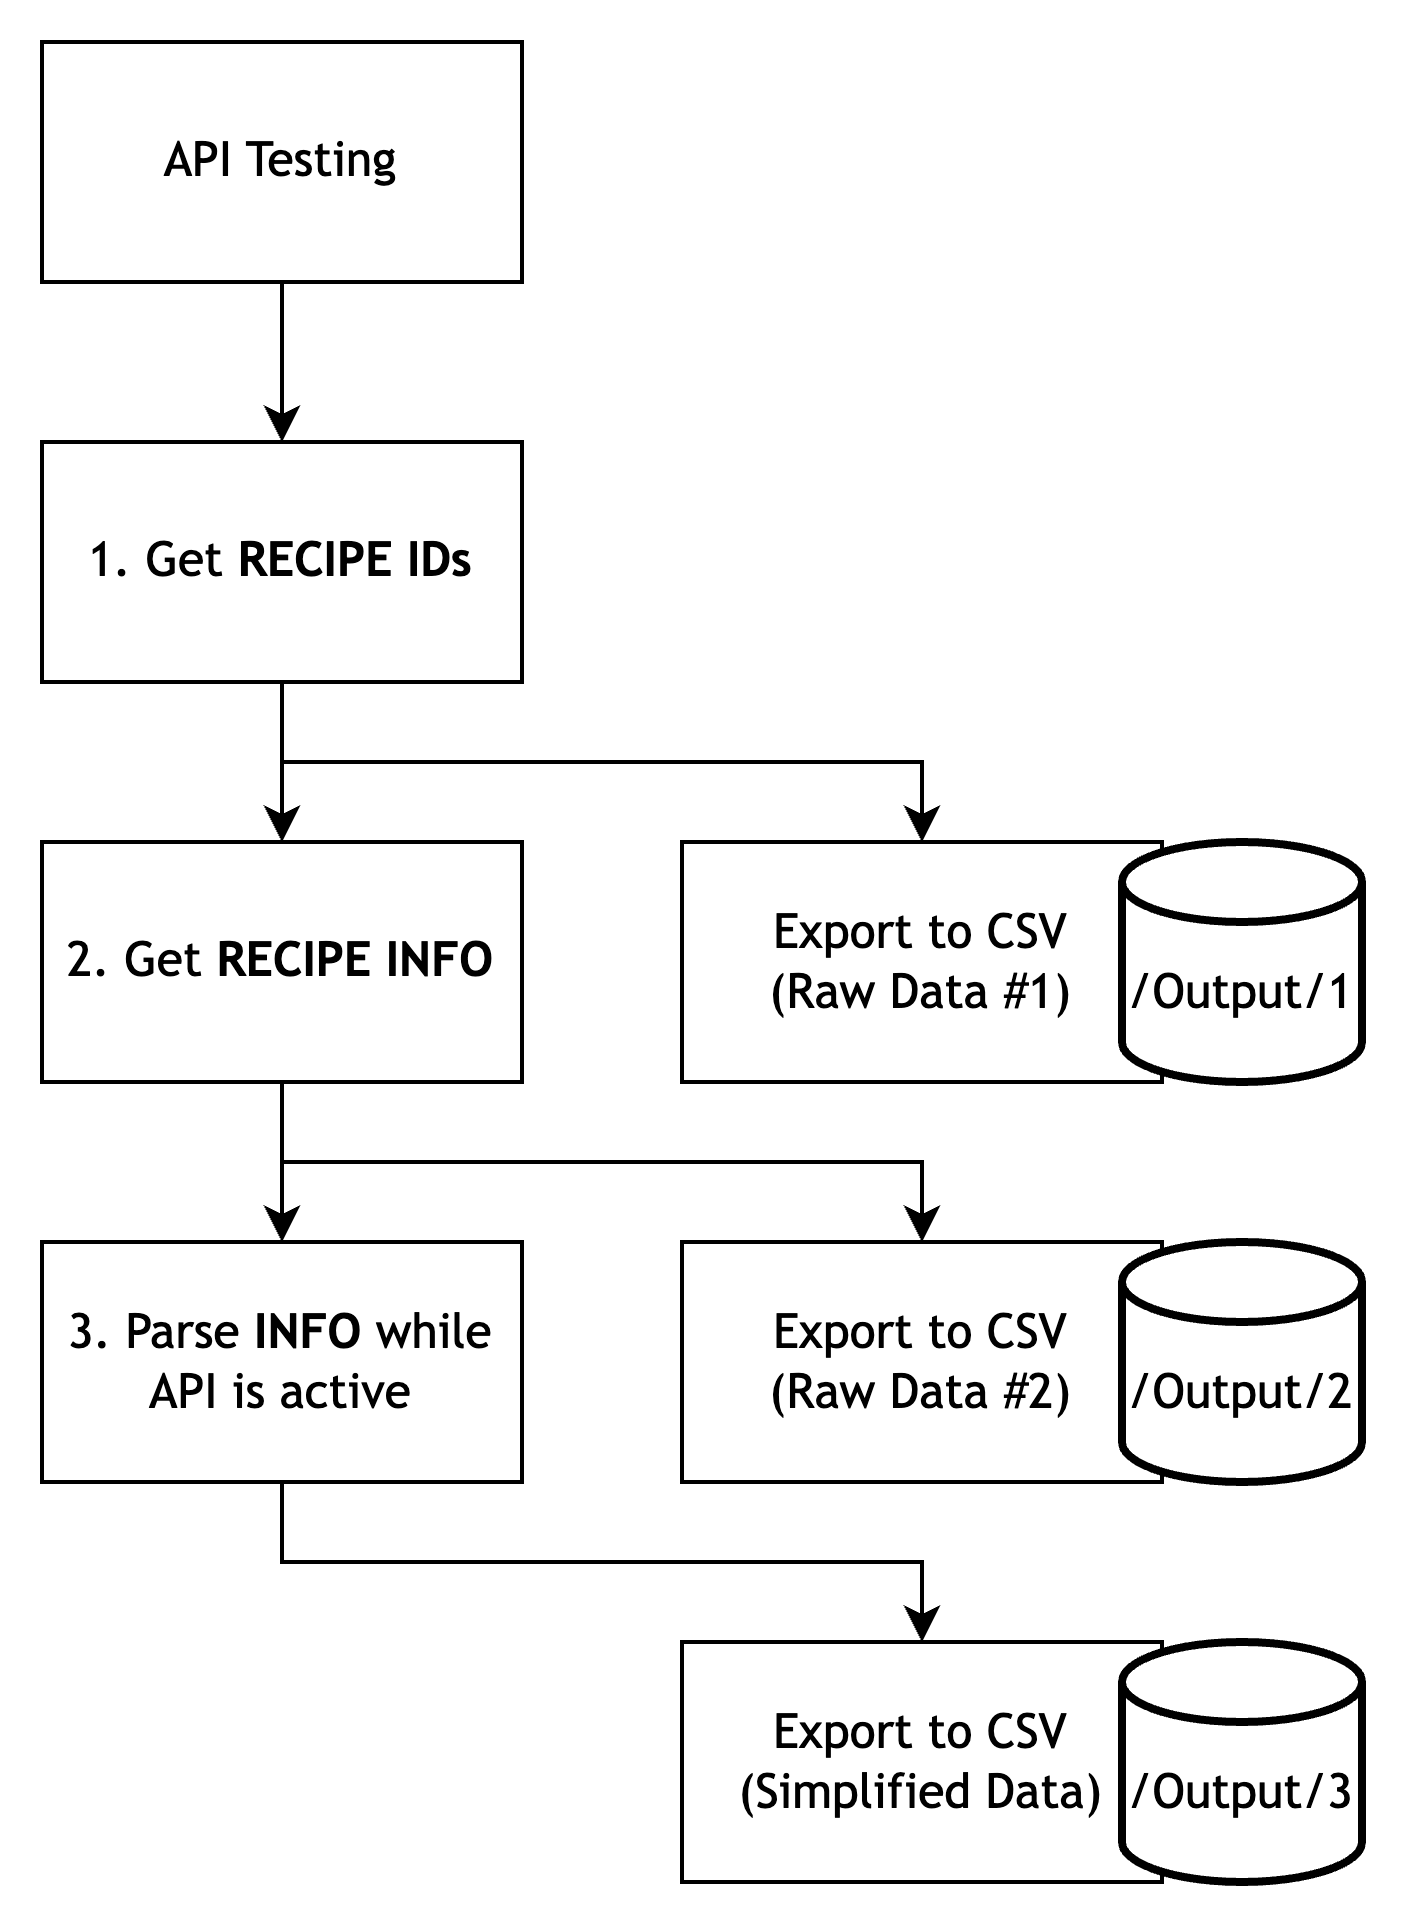 API Testing
1. Get RECIPE IDs
2. Get RECIPE INFO
Export to CSV
(Raw Data #1)
/Output/1
3. Parse INFO while
API is active
Export to CSV
(Raw Data #2)
/Output/2
Export to CSV
(Simplified Data)
/Output/3